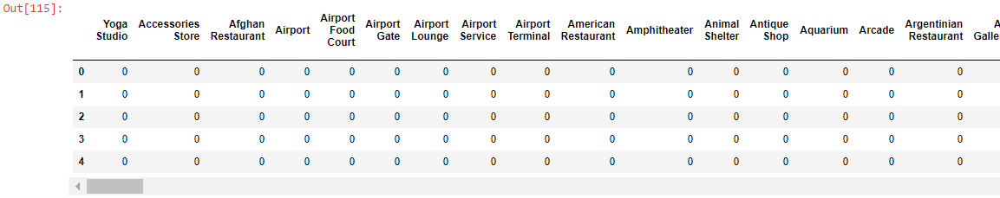 Out[115]:
Yoga Studio Accessories Store Afghan Restaurant Airport Airport Food Court Airport Gate Airport Lounge Airport Service Airport Terminal American Restaurant Amphitheater Animal Shelter Antique Shop Aquarium Arcade Argentinian Restaurant
0 0 0 0 0 0 0 0 0 0 0 0 0 0 0 0 0
1 0 0 0 0 0 0 0 0 0 0 0 0 0 0 0 0
2 0 0 0 0 0 0 0 0 0 0 0 0 0 0 0 0
3 0 0 0 0 0 0 0 0 0 0 0 0 0 0 0 0
4 0 0 0 0 0 0 0 0 0 0 0 0 0 0 0 0